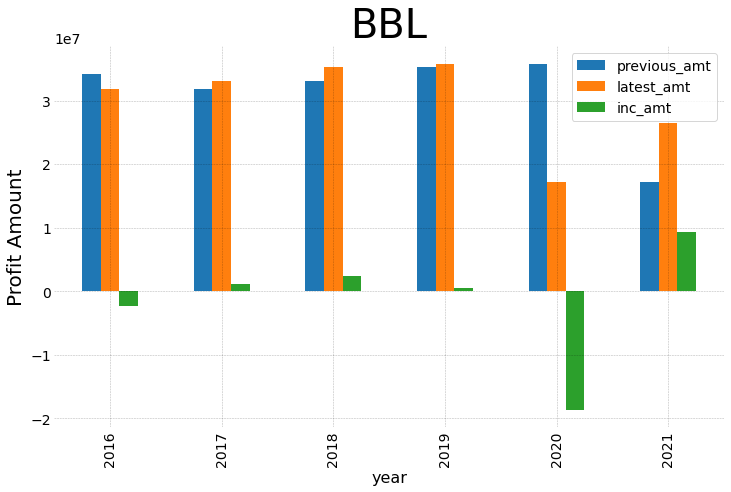 BBL
1e7
previous_amt
latest_amt
inc_amt
3
2
1
0
−1
−2
Profit Amount
2016 2017 2018 2019 2020 2021
year